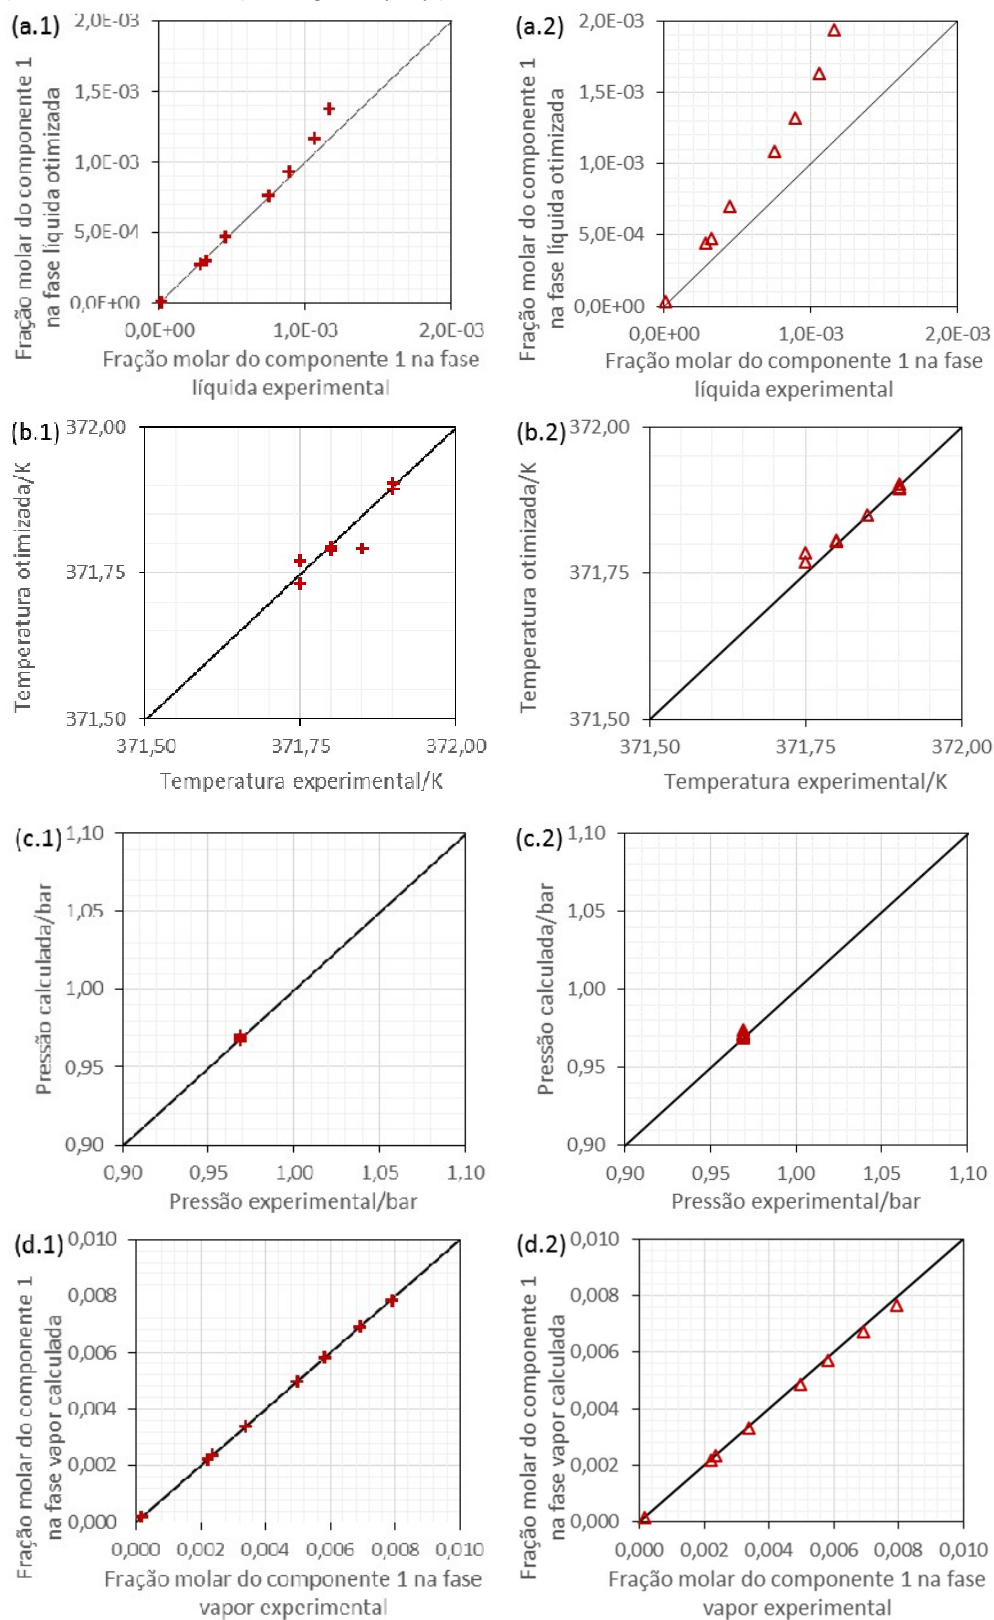 (a.1)
Fração molar do componente 1
na fase líquida otimizada
2,0E-03
1,5E-03
1,0E-03
5,0E-04
0,0E+00
0,0E+00 1,0E-03 2,0E-03
Fração molar do componente 1 na fase
líquida experimental
(a.2)
Fração molar do componente 1
na fase líquida otimizada
2,0E-03
1,5E-03
1,0E-03
5,0E-04
0,0E+00
0,0E+00 1,0E-03 2,0E-03
Fração molar do componente 1 na fase
líquida experimental
(b.1)
Temperatura otimizada/K
372,00
371,75
371,50
371,50 371,75 372,00
Temperatura experimental/K
(b.2)
Temperatura otimizada/K
372,00
371,75
371,50
371,50 371,75 372,00
Temperatura experimental/K
(c.1)
Pressão calculada/bar
1,10
1,05
1,00
0,95
0,90
0,90 0,95 1,00 1,05 1,10
Pressão experimental/bar
(c.2)
Pressão calculada/bar
1,10
1,05
1,00
0,95
0,90
0,90 0,95 1,00 1,05 1,10
Pressão experimental/bar
(d.1)
Fração molar do componente 1
na fase vapor calculada
0,010
0,008
0,006
0,004
0,002
0,000
0,000 0,002 0,004 0,006 0,008 0,010
Fração molar do componente 1 na fase
vapor experimental
(d.2)
Fração molar do componente 1
na fase vapor calculada
0,010
0,008
0,006
0,004
0,002
0,000
0,000 0,002 0,004 0,006 0,008 0,010
Fração molar do componente 1 na fase
vapor experimental